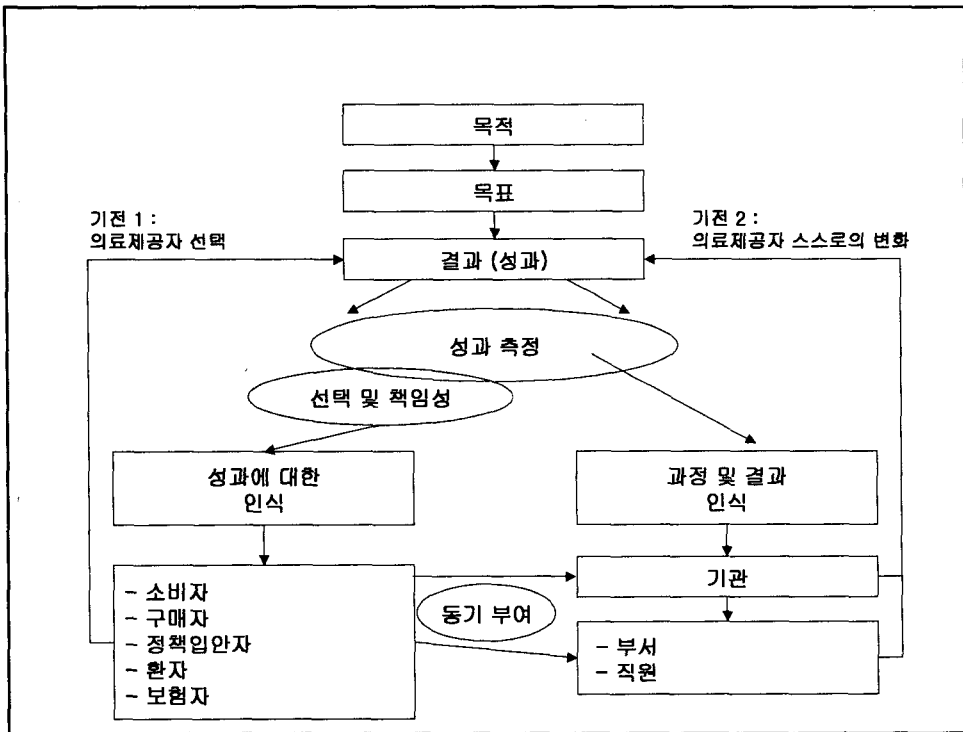 목적
목표
기전 1 :
의료제공자 선택
기전 2 :
의료제공자 스스로의 변화
결과 (성과)
성과 측정
선택 및 책임성
성과에 대한
인식
과정 및 결과
인식
- 소비자
- 구매자
- 정책입안자
- 환자
- 보험자
동기 부여
기관
- 부서
- 직원